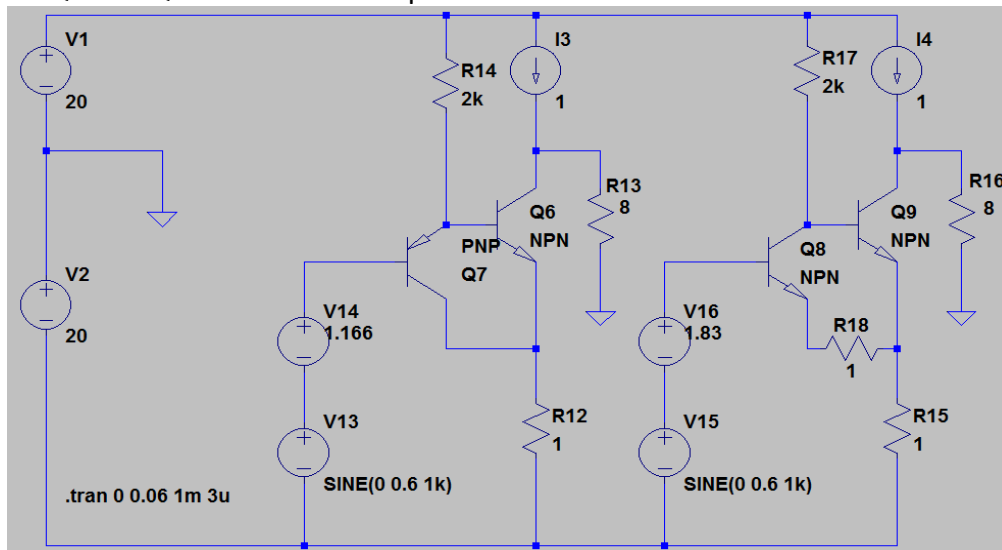 V1
20
V2
20
.tran 0 0.06 1m 3u
R14
2k
I3
1
R13
8
Q6
NPN
PNP
Q7
V14
1.166
V13
SINE(0 0.6 1k)
R12
1
R17
2k
I4
1
R16
8
Q9
NPN
Q8
NPN
V16
1.83
R18
1
V15
SINE(0 0.6 1k)
R15
1